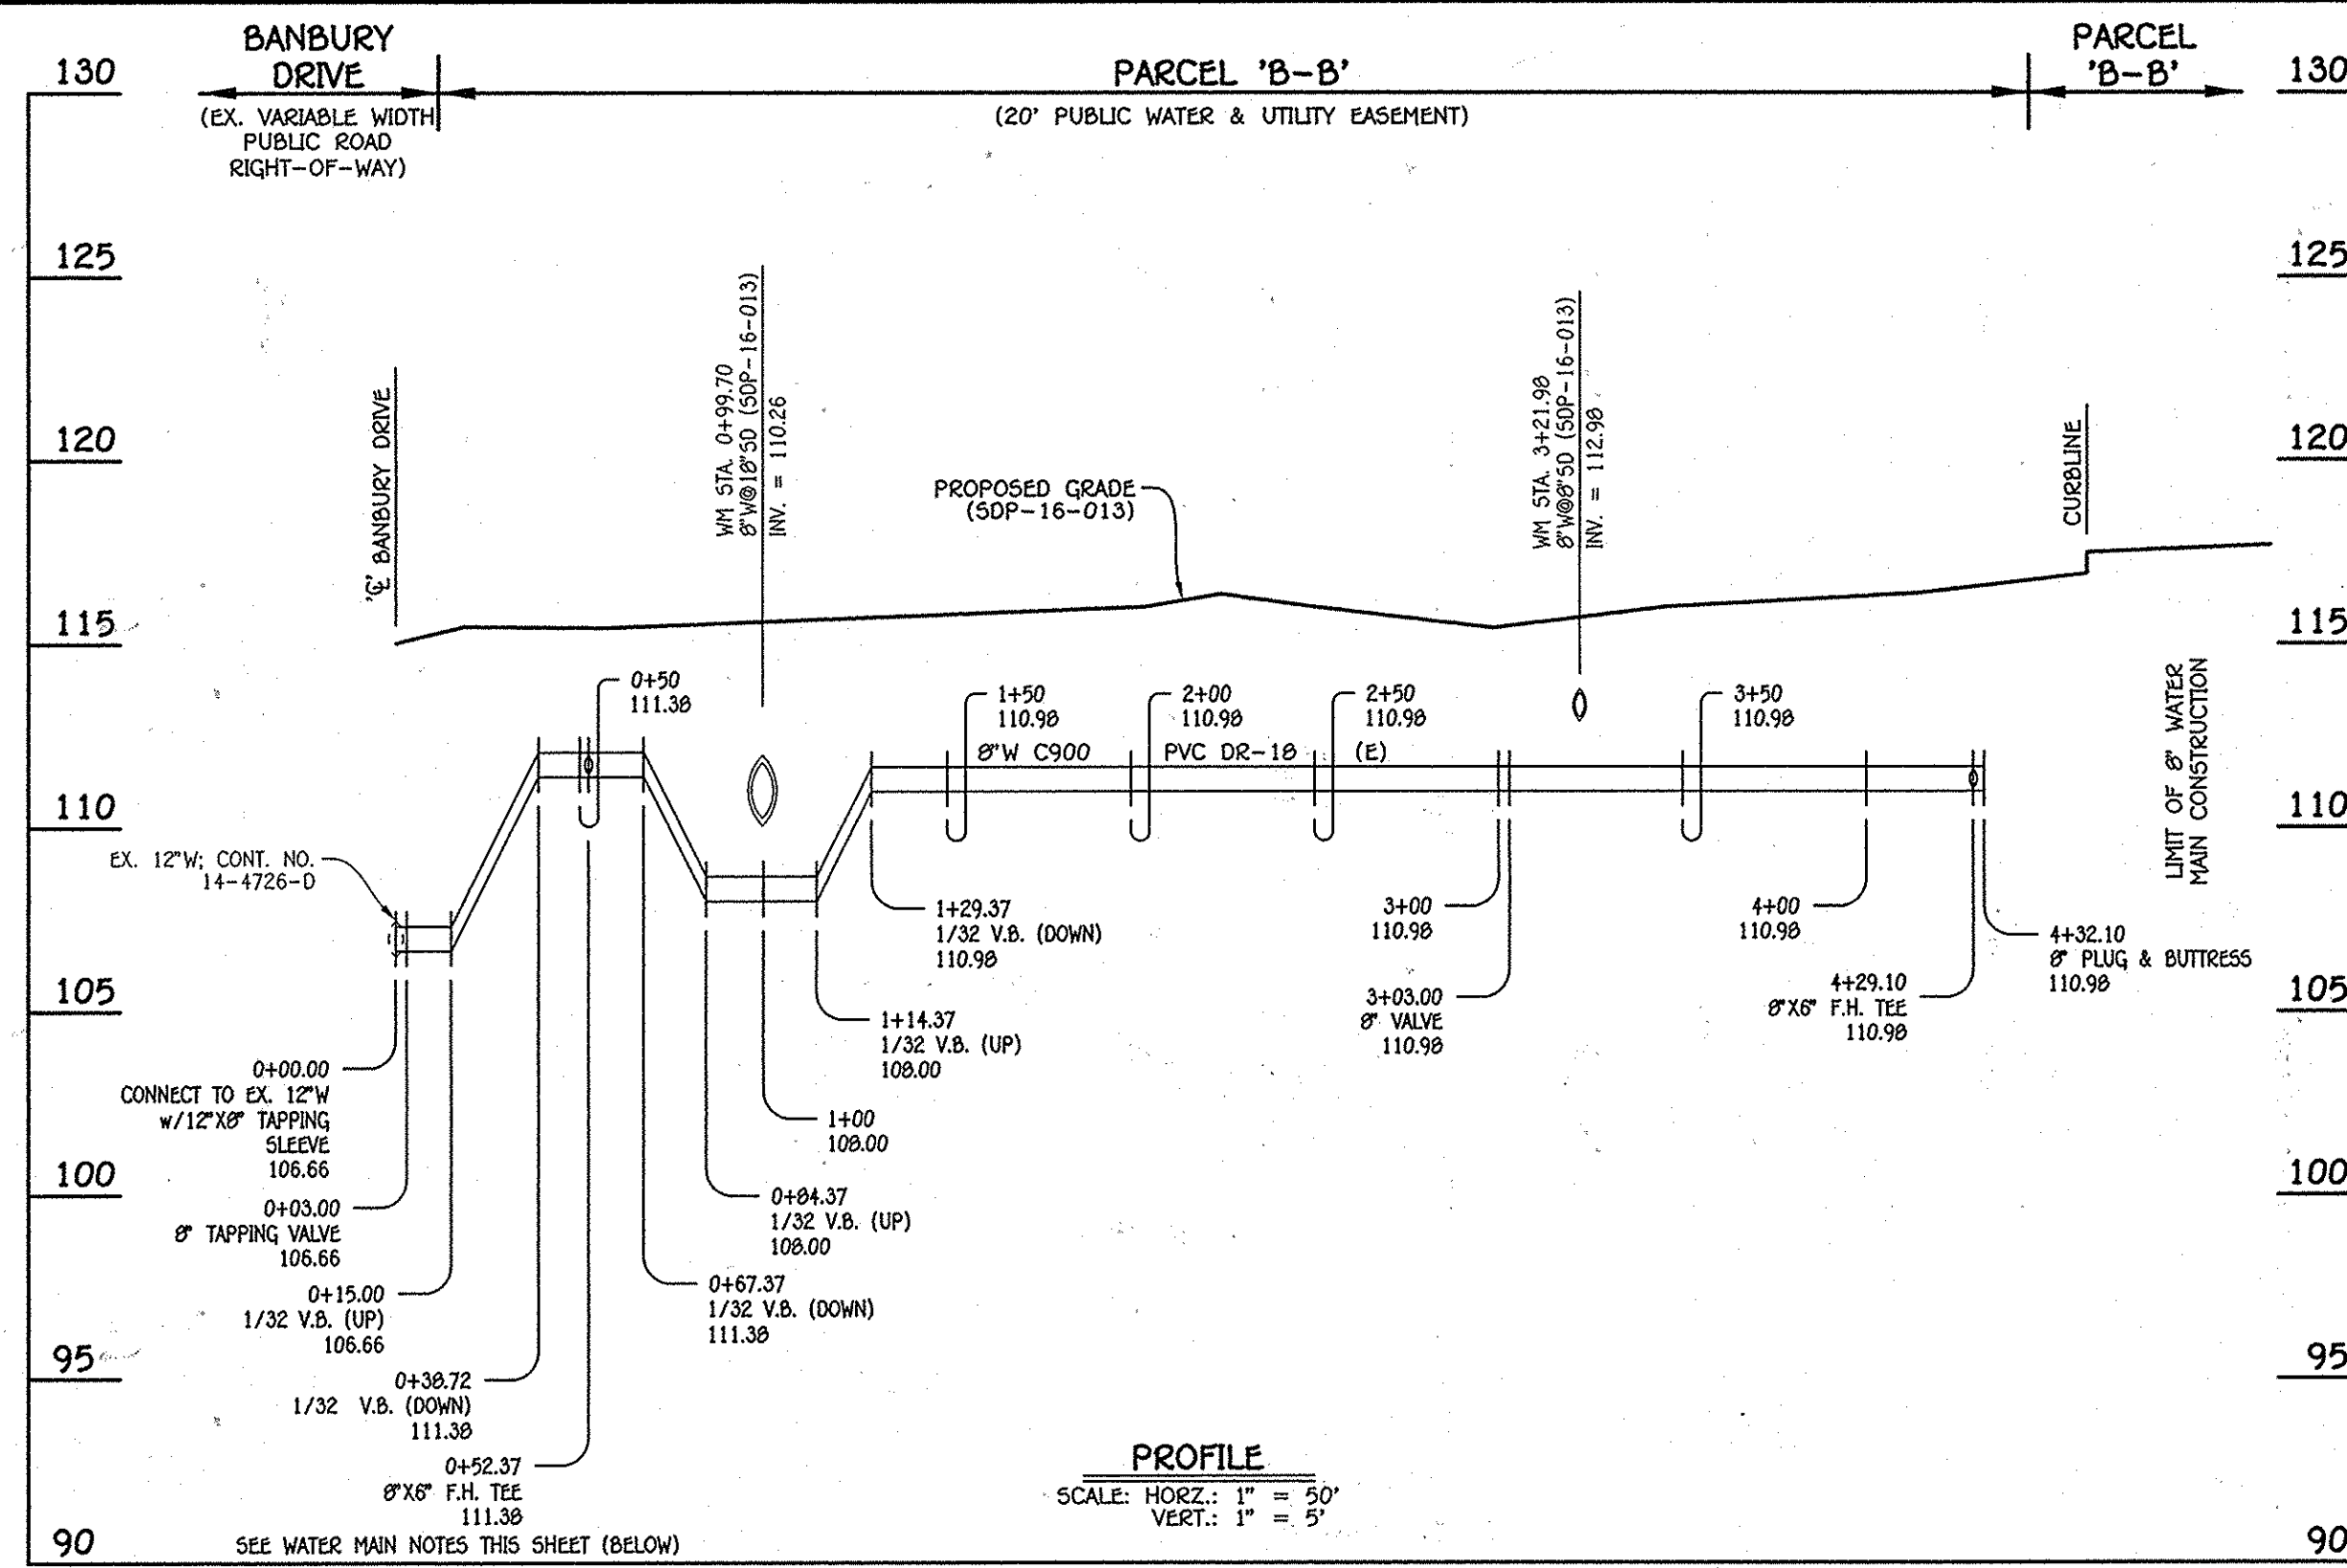 BANBURY
DRIVE
(EX. VARIABLE WIDTH
PUBLIC ROAD
RIGHT-OF-WAY)
PARCEL 'B-B'
(20' PUBLIC WATER & UTILITY EASEMENT)
PARCEL
'B-B'
130
125
120
115
110
105
100
95
90
130
125
120
115
110
105
100
95
90
'℄' BANBURY DRIVE
WM STA. 0+99.70
8"W@18"SD (SDP-16-013)
INV. = 110.26
PROPOSED GRADE
(SDP-16-013)
WM STA. 3+21.98
8"W@8"SD (SDP-16-013)
INV. = 112.98
CURBLINE
LIMIT OF 8" WATER
MAIN CONSTRUCTION
0+50
111.38
1+50
110.98
2+00
110.98
2+50
110.98
3+50
110.98
8"W C900 PVC DR-18 (E)
EX. 12"W; CONT. NO.
14-4726-D
1+29.37
1/32 V.B. (DOWN)
110.98
1+14.37
1/32 V.B. (UP)
108.00
1+00
108.00
0+84.37
1/32 V.B. (UP)
108.00
0+67.37
1/32 V.B. (DOWN)
111.38
3+00
110.98
3+03.00
8" VALVE
110.98
4+00
110.98
4+29.10
8"X6" F.H. TEE
110.98
4+32.10
8" PLUG & BUTTRESS
110.98
0+00.00
CONNECT TO EX. 12"W
w/12"X8" TAPPING
SLEEVE
106.66
0+03.00
8" TAPPING VALVE
106.66
0+15.00
1/32 V.B. (UP)
106.66
0+38.72
1/32 V.B. (DOWN)
111.38
0+52.37
8"X6" F.H. TEE
111.38
SEE WATER MAIN NOTES THIS SHEET (BELOW)
PROFILE
SCALE: HORZ.: 1" = 50'
VERT.: 1" = 5'